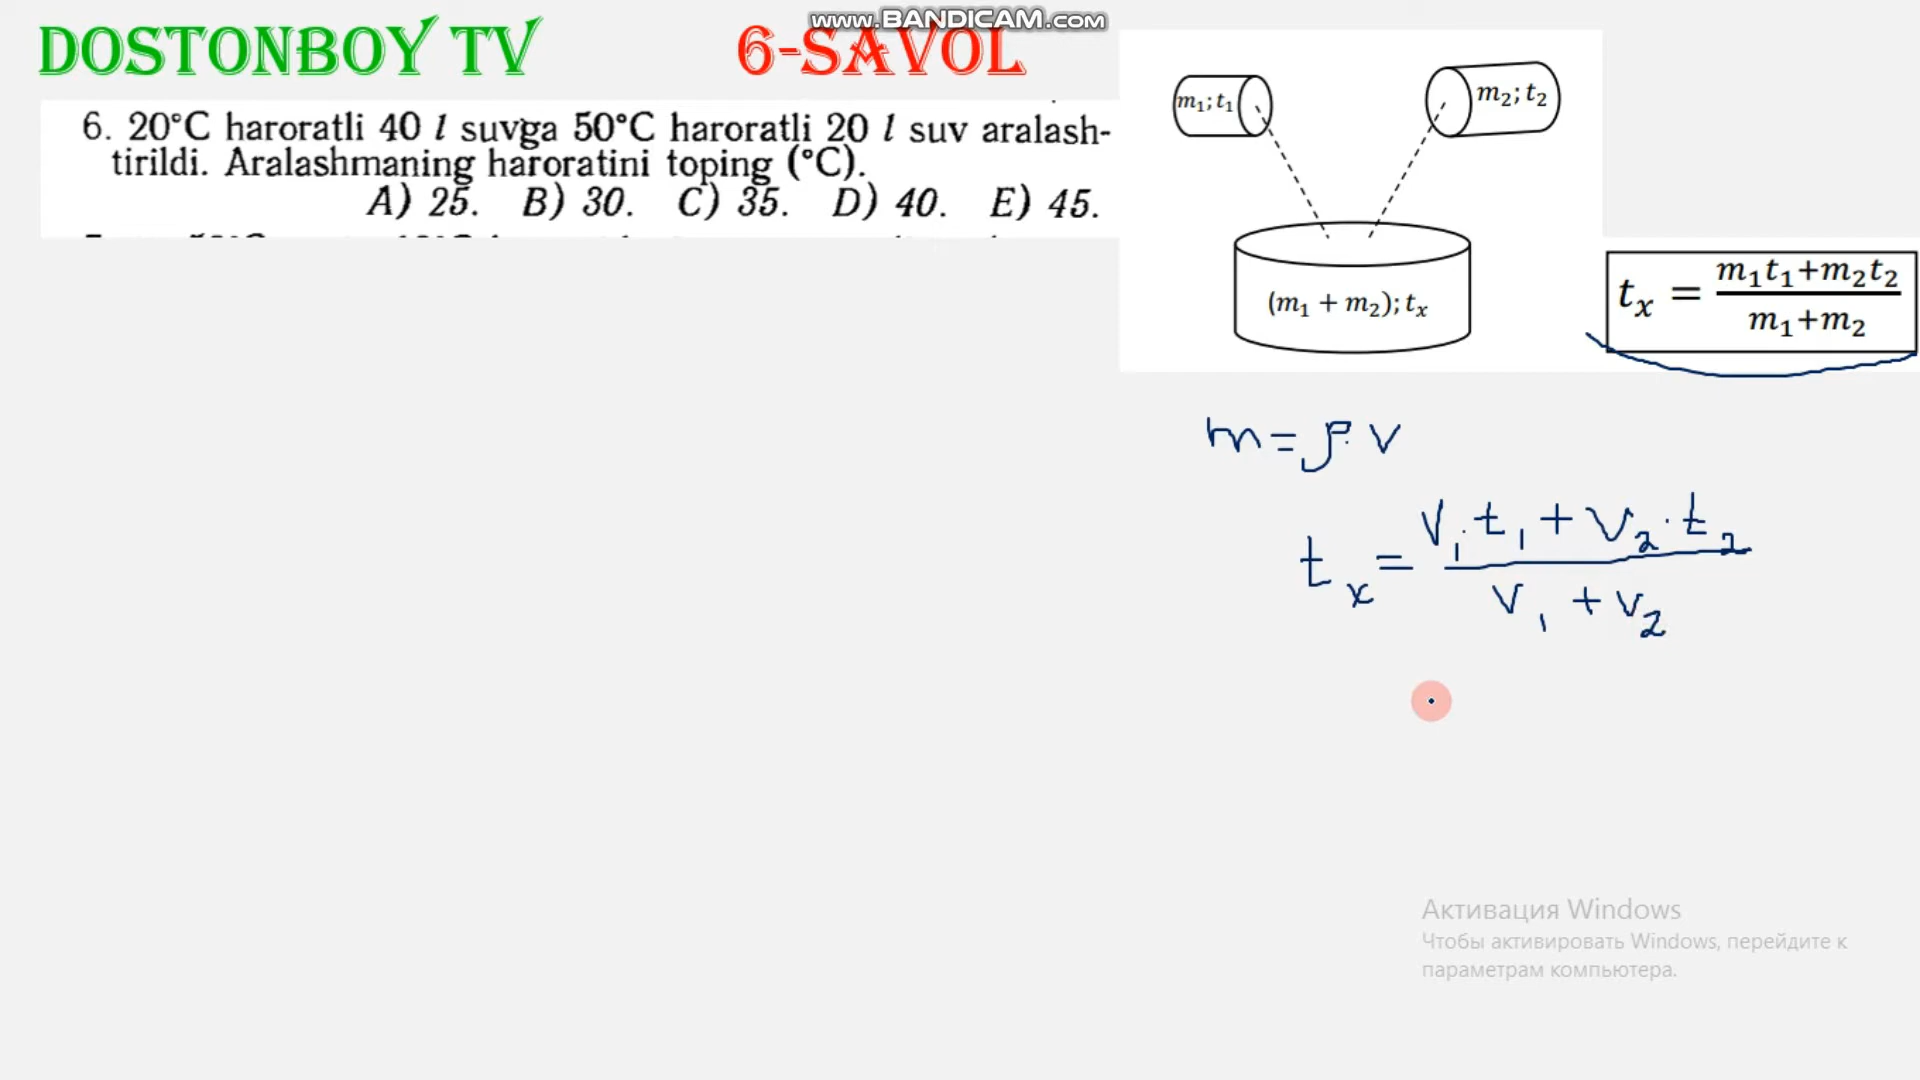 www.BANDICAM.com
DOSTONBOY TV
6-SAVOL
6. 20°C haroratli 40 l suvga 50°C haroratli 20 l suv aralash-
tirildi. Aralashmaning haroratini toping (°C).
A) 25. B) 30. C) 35. D) 40. E) 45.
m₁; t₁
m₂; t₂
(m₁ + m₂); tₓ
tₓ = (m₁t₁+m₂t₂)/(m₁+m₂)
m = ρ · V
tₓ = (V₁ · t₁ + V₂ · t₂)/(V₁ + V₂)
Активация Windows
Чтобы активировать Windows, перейдите к
параметрам компьютера.